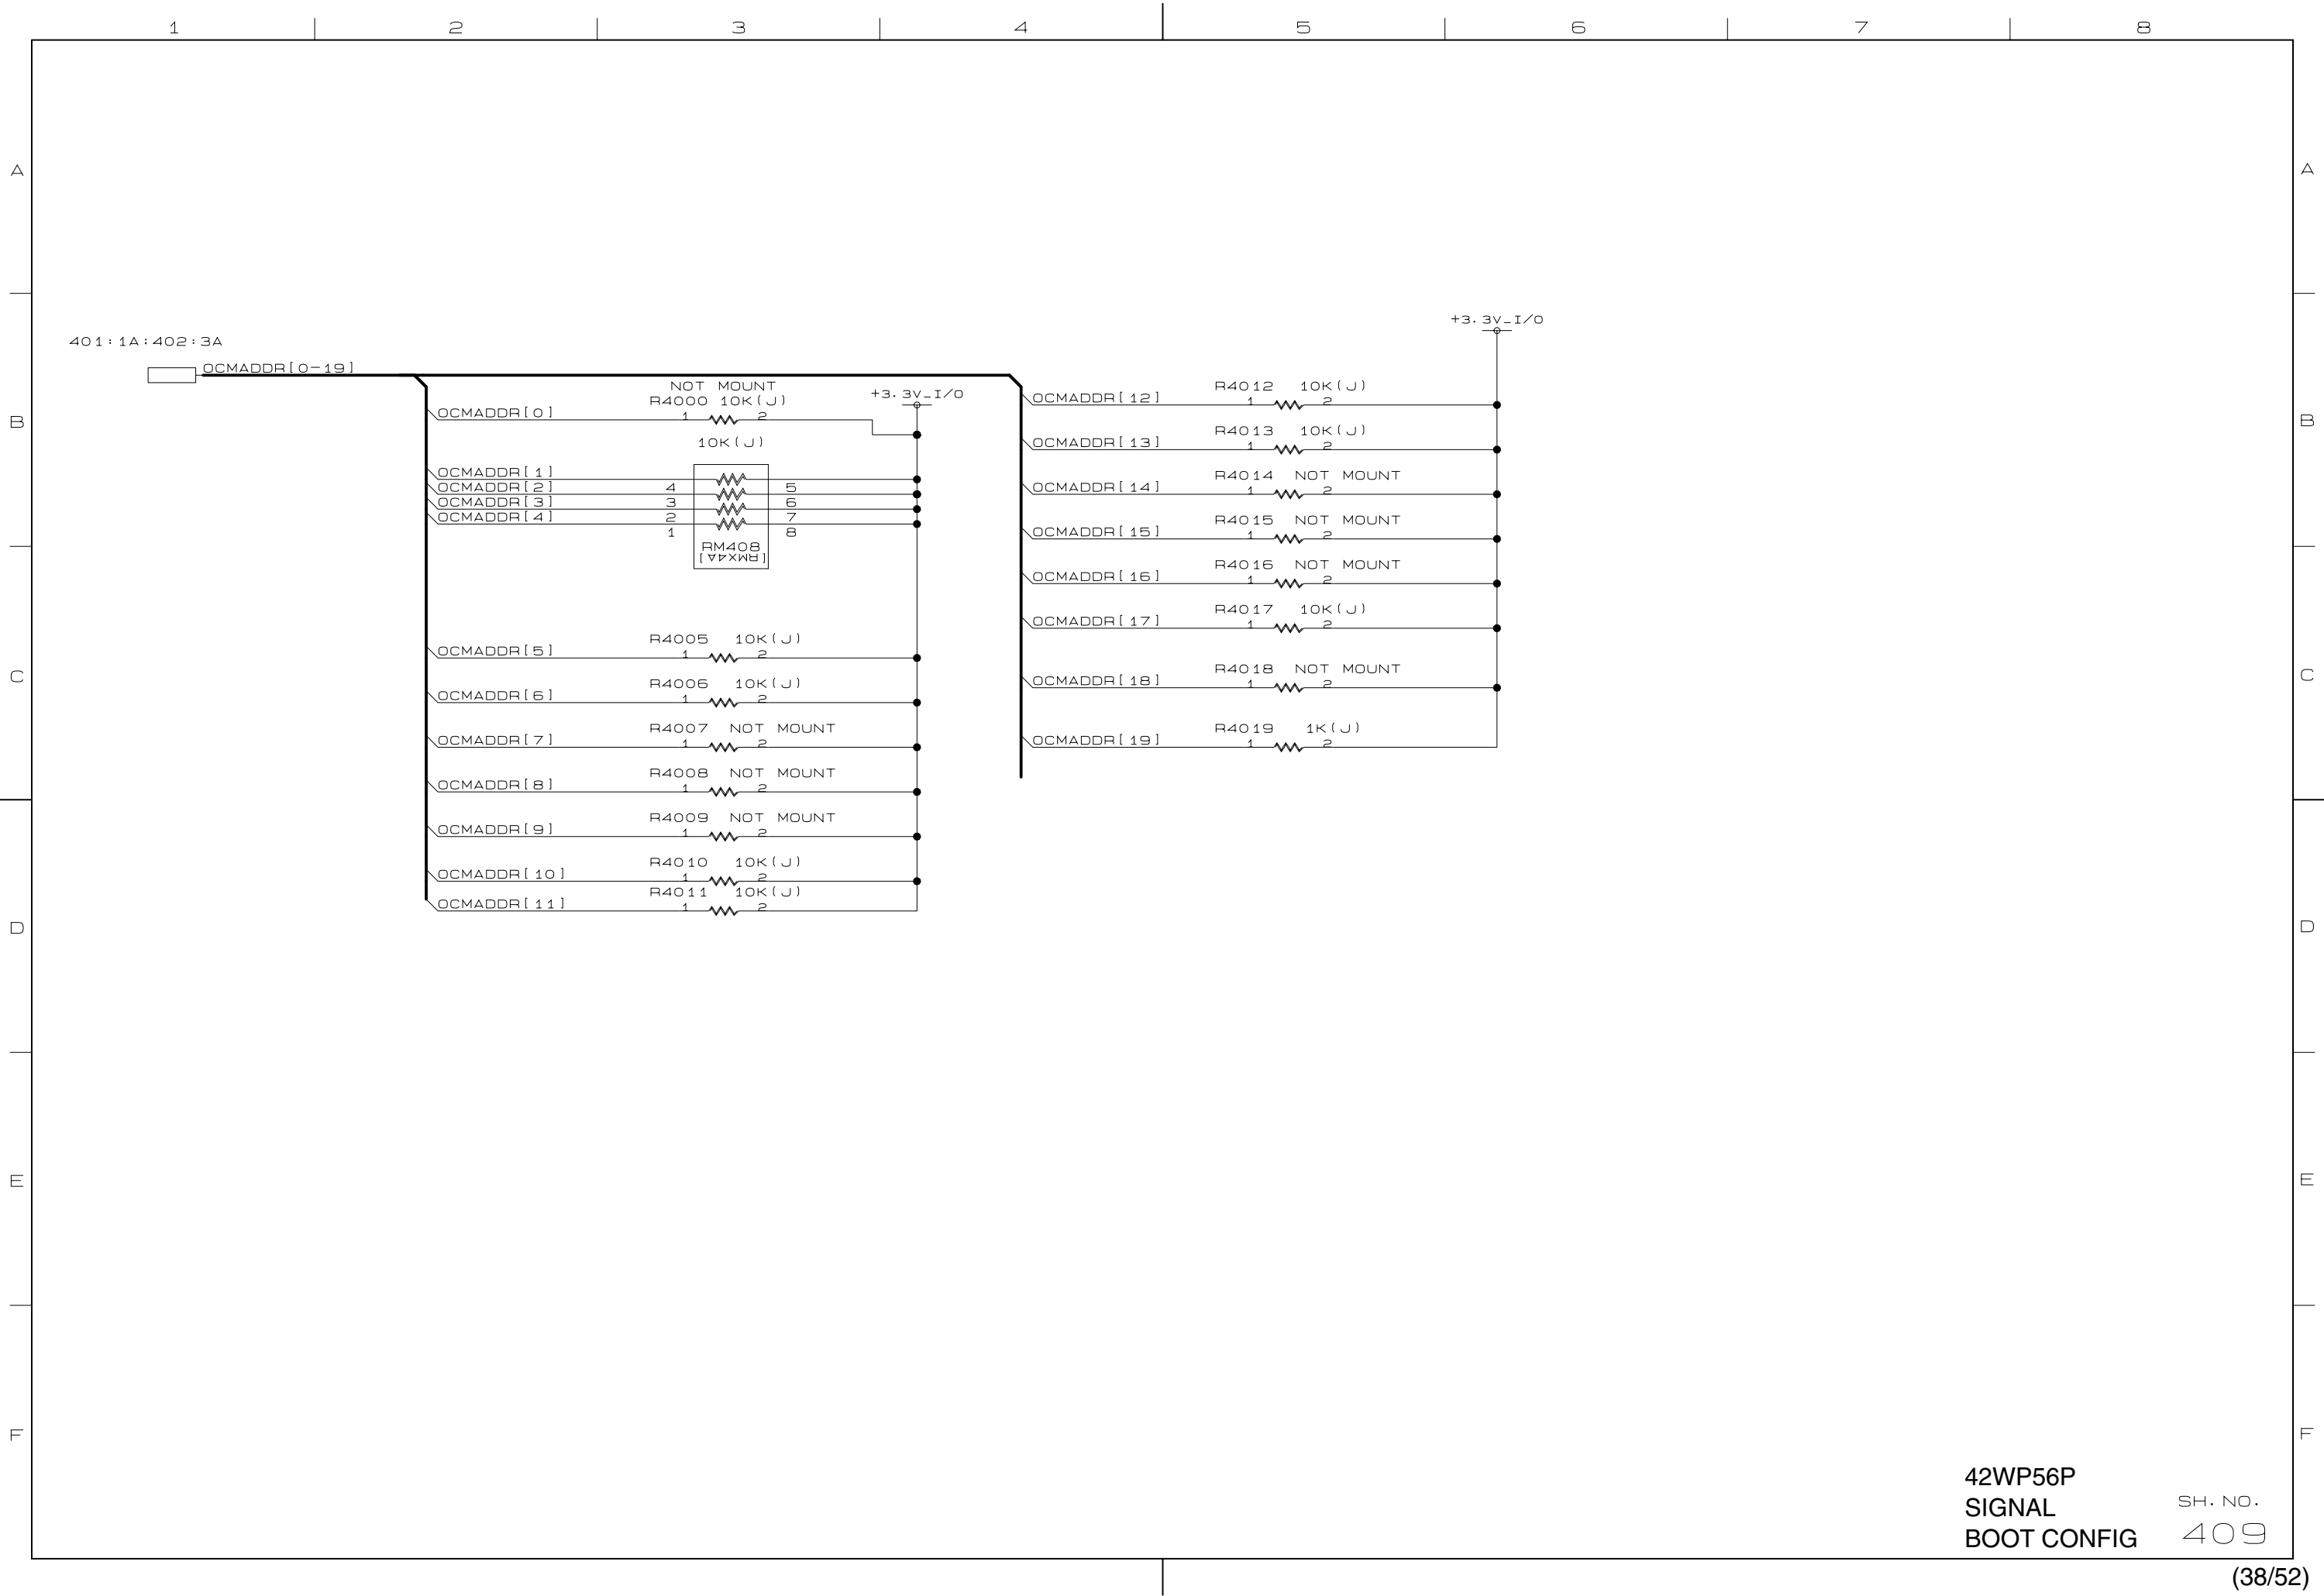 1 2 3 4 5 6 7 8
A A
B B
C C
D D
E E
F F
401:1A:402:3A
OCMADDR[0-19]
NOT MOUNT
R4000 10K(J)
+3.3V_I/O
OCMADDR[0] 1 2
10K(J)
OCMADDR[1]
OCMADDR[2] 4 5
OCMADDR[3] 3 6
OCMADDR[4] 2 7
1 8
RM408
[RMX4A]
R4005 10K(J)
OCMADDR[5] 1 2
R4006 10K(J)
OCMADDR[6] 1 2
R4007 NOT MOUNT
OCMADDR[7] 1 2
R4008 NOT MOUNT
OCMADDR[8] 1 2
R4009 NOT MOUNT
OCMADDR[9] 1 2
R4010 10K(J)
OCMADDR[10] 1 2
R4011 10K(J)
OCMADDR[11] 1 2
+3.3V_I/O
R4012 10K(J)
OCMADDR[12] 1 2
R4013 10K(J)
OCMADDR[13] 1 2
R4014 NOT MOUNT
OCMADDR[14] 1 2
R4015 NOT MOUNT
OCMADDR[15] 1 2
R4016 NOT MOUNT
OCMADDR[16] 1 2
R4017 10K(J)
OCMADDR[17] 1 2
R4018 NOT MOUNT
OCMADDR[18] 1 2
R4019 1K(J)
OCMADDR[19] 1 2
42WP56P
SIGNAL
BOOT CONFIG
SH.NO.
409
(38/52)